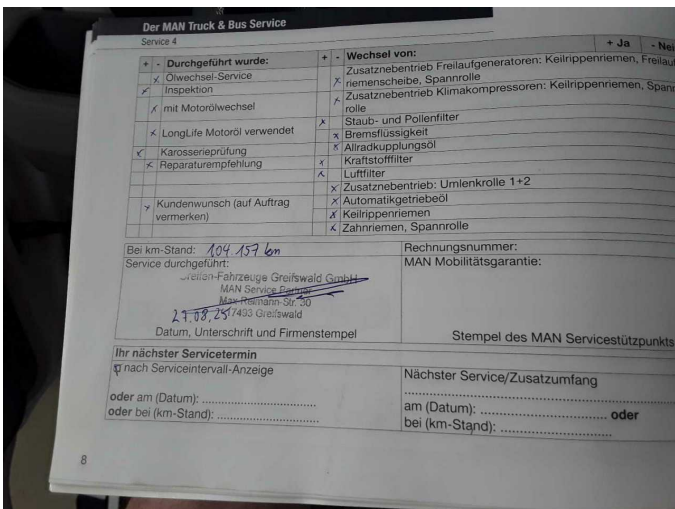 Der MAN Truck & Bus Service
Service 4
+ Ja - Nei
+ - Durchgeführt wurde:
x Ölwechsel-Service
x Inspektion
x mit Motorölwechsel
x LongLife Motoröl verwendet
x Karosserieprüfung
x Reparaturempfehlung
x Kundenwunsch (auf Auftrag
vermerken)
+ - Wechsel von:
Zusatznebentrieb Freilaufgeneratoren: Keilrippenriemen, Freilauf
x riemenscheibe, Spannrolle
x Zusatznebentrieb Klimakompressoren: Keilrippenriemen, Spann
rolle
x Staub- und Pollenfilter
x Bremsflüssigkeit
x Allradkupplungsöl
x Kraftstofffilter
x Luftfilter
x Zusatznebentrieb: Umlenkrolle 1+2
x Automatikgetriebeöl
x Keilrippenriemen
x Zahnriemen, Spannrolle
Bei km-Stand: 104 157 km
Service durchgeführt:
-Fahrzeuge Greifswald GmbH
MAN Service Partner
Max Reimann-Str. 30
27.08.25 17493 Greifswald
Datum, Unterschrift und Firmenstempel
Rechnungsnummer:
MAN Mobilitätsgarantie:
Stempel des MAN Servicestützpunkts
Ihr nächster Servicetermin
nach Serviceintervall-Anzeige
oder am (Datum): ..............................
oder bei (km-Stand): ..........................
Nächster Service/Zusatzumfang
am (Datum): .............................. oder
bei (km-Stand): ..........................
8